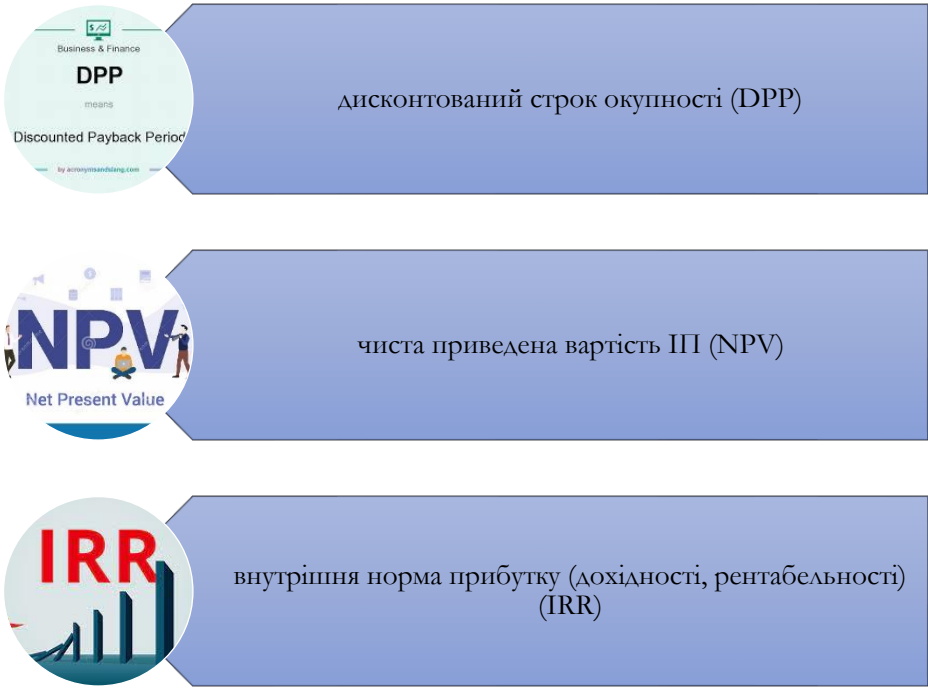 Business & Finance
DPP
means
Discounted Payback Period
by acronymsandslang.com
дисконтований строк окупності (DPP)
NPV
Net Present Value
чиста приведена вартість ІП (NPV)
IRR
внутрішня норма прибутку (дохідності, рентабельності)
(IRR)